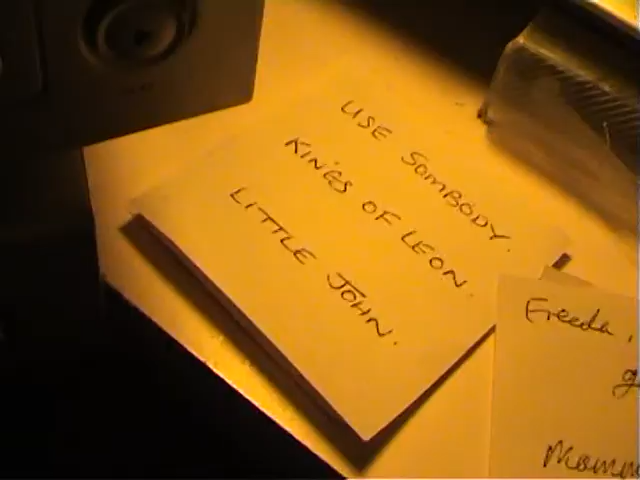 USE SOMBODY.
KINGS OF LEON.
LITTLE JOHN.
Freeda,